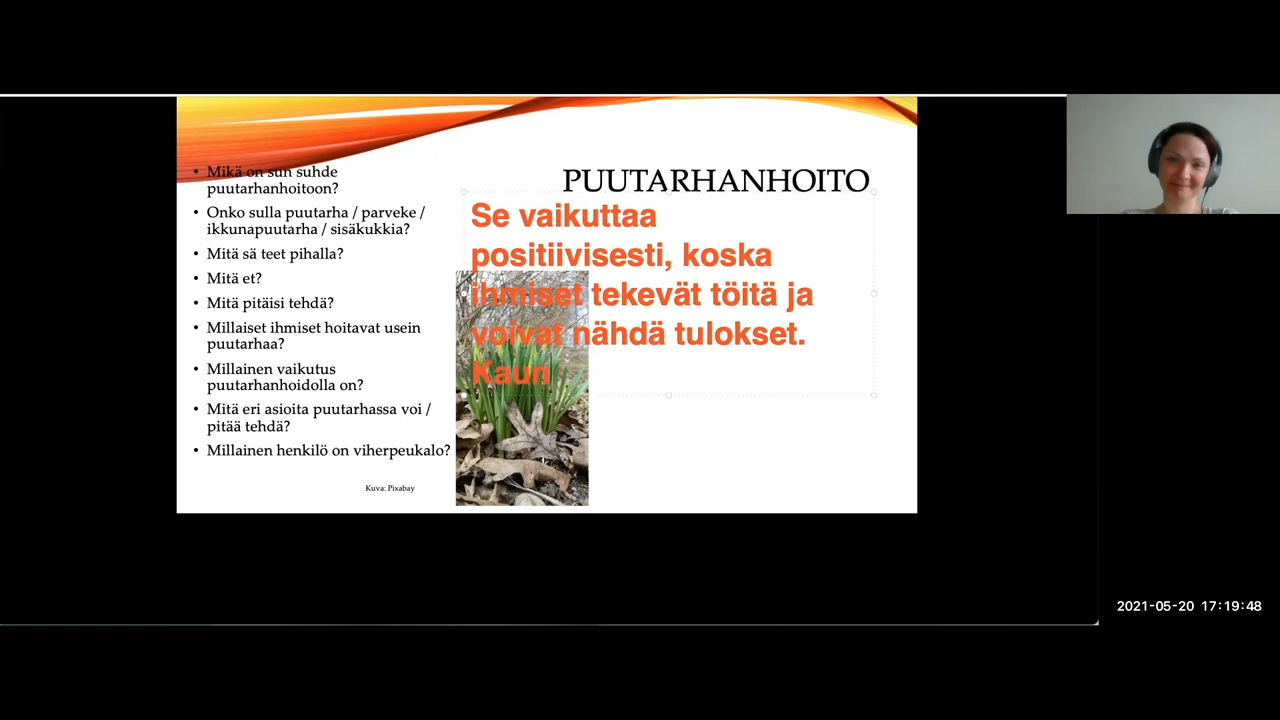 PUUTARHANHOITO
• Mikä on sun suhde
puutarhanhoitoon?
• Onko sulla puutarha / parveke /
ikkunapuutarha / sisäkukkia?
• Mitä sä teet pihalla?
• Mitä et?
• Mitä pitäisi tehdä?
• Millaiset ihmiset hoitavat usein
puutarhaa?
• Millainen vaikutus
puutarhanhoidolla on?
• Mitä eri asioita puutarhassa voi /
pitää tehdä?
• Millainen henkilö on viherpeukalo?
Kuva: Pixabay
Se vaikuttaa
positiivisesti, koska
ihmiset tekevät töitä ja
voivat nähdä tulokset.
Kaun
2021-05-20 17:19:48